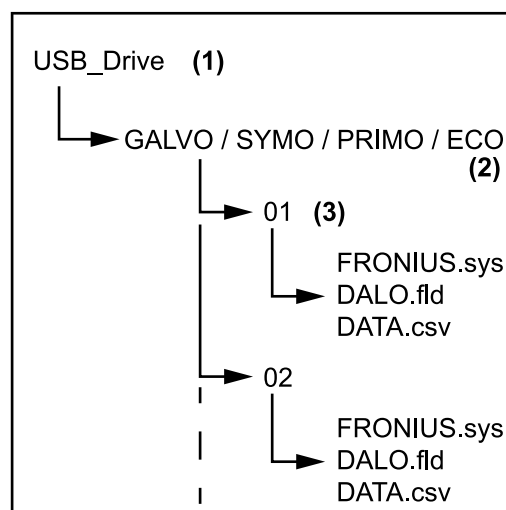 USB_Drive (1)
GALVO / SYMO / PRIMO / ECO
(2)
01 (3)
FRONIUS.sys
DALO.fld
DATA.csv
02
FRONIUS.sys
DALO.fld
DATA.csv